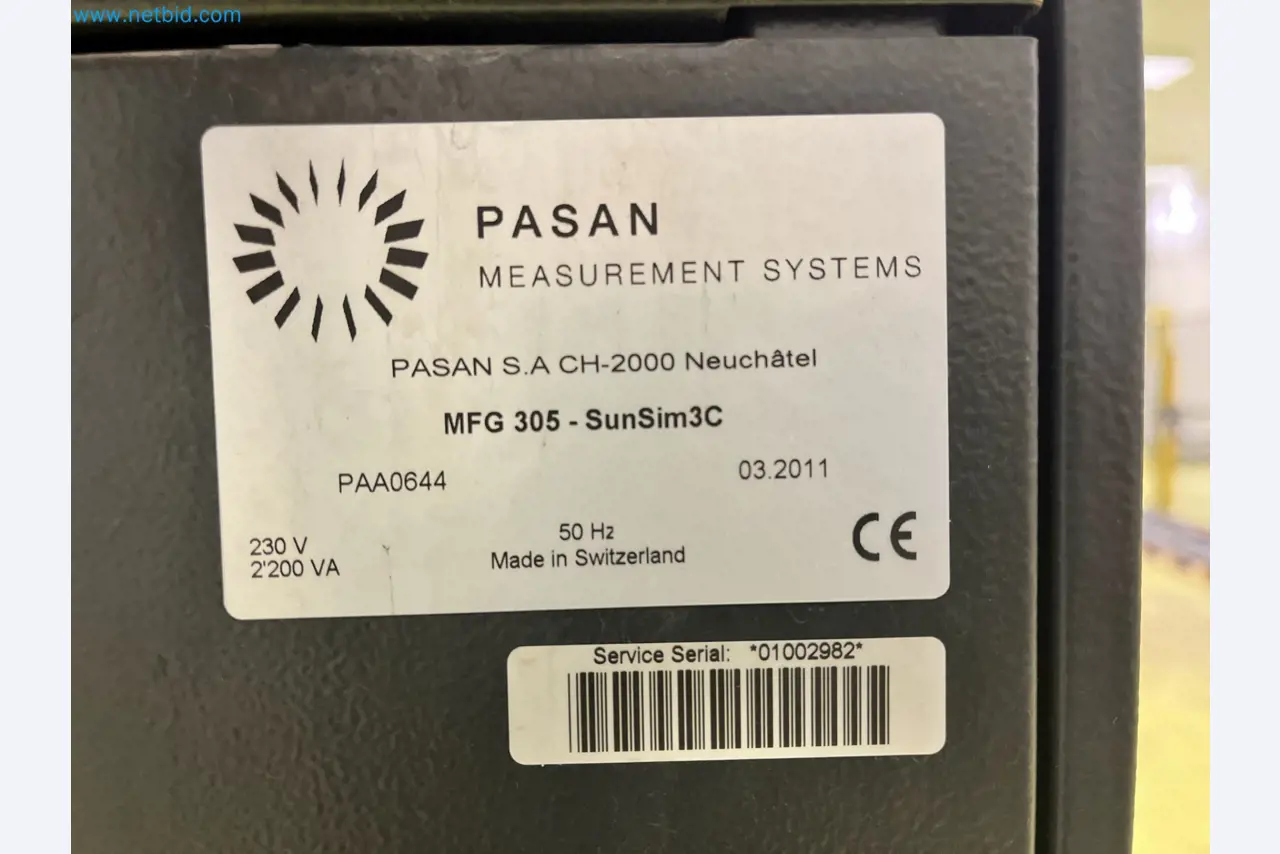 www.netbid.com
PASAN
MEASUREMENT SYSTEMS
PASAN S.A CH-2000 Neuchâtel
MFG 305 - SunSim3C
PAA0644 03.2011
230 V 50 Hz
2'200 VA Made in Switzerland CE
Service Serial: *01002982*